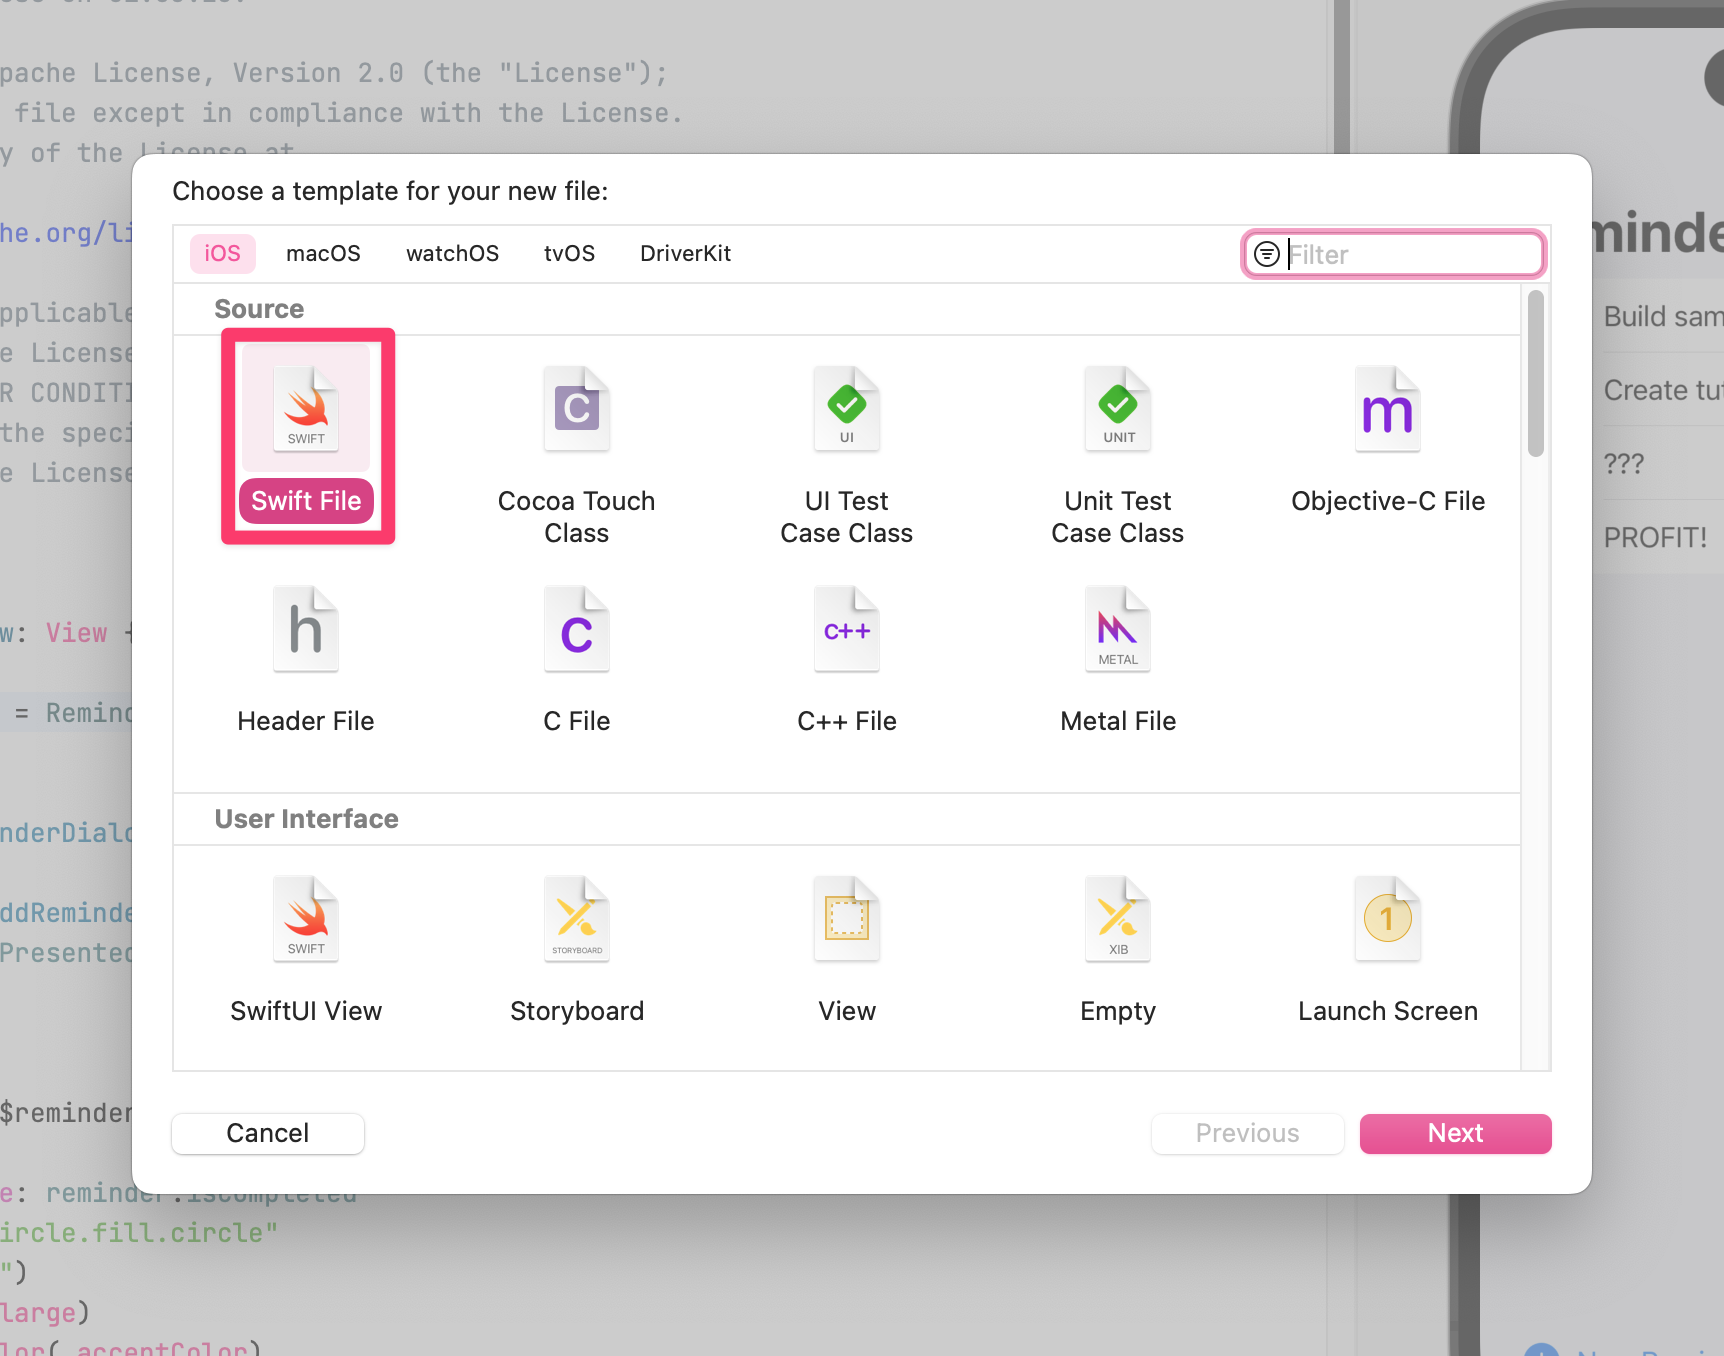 pache License, Version 2.0 (the "License");
file except in compliance with the License.
y of the License at
he.org/li
pplicable
e License
R CONDITI
the speci
e License
w: View {
= Remind
nderDialo
ddReminde
Presented
$reminder
e: reminder.isCompleted
ircle.fill.circle"
")
large)
lor(.accentColor)
Choose a template for your new file:
iOS
macOS
watchOS
tvOS
DriverKit
Filter
Source
SWIFT
Swift File
C
Cocoa Touch
Class
UI
UI Test
Case Class
UNIT
Unit Test
Case Class
m
Objective-C File
h
Header File
C
C File
C++
C++ File
METAL
Metal File
User Interface
SWIFT
SwiftUI View
STORYBOARD
Storyboard
View
XIB
Empty
1
Launch Screen
Cancel
Previous
Next
minde
Build sam
Create tut
???
PROFIT!